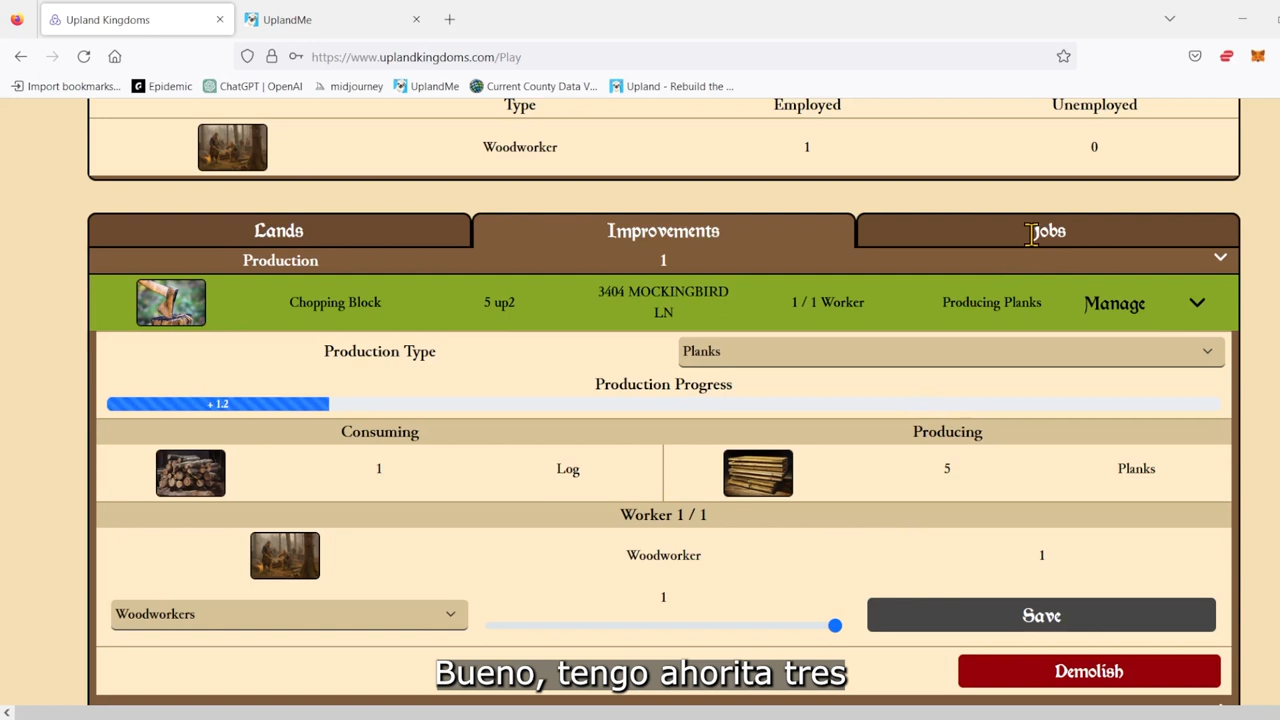 Upland Kingdoms
UplandMe
https://www.uplandkingdoms.com/Play
Import bookmarks...
Epidemic
ChatGPT | OpenAI
midjourney
UplandMe
Current County Data V...
Upland - Rebuild the ...
Type Employed Unemployed
Woodworker 1 0
Lands Improvements Jobs
Production 1
Chopping Block 5 up2 3404 MOCKINGBIRD LN 1 / 1 Worker Producing Planks Manage
Production Type Planks
Production Progress
+ 1.2
Consuming Producing
1 Log 5 Planks
Worker 1 / 1
Woodworker 1
1
Woodworkers Save
Bueno, tengo ahorita tres
Demolish